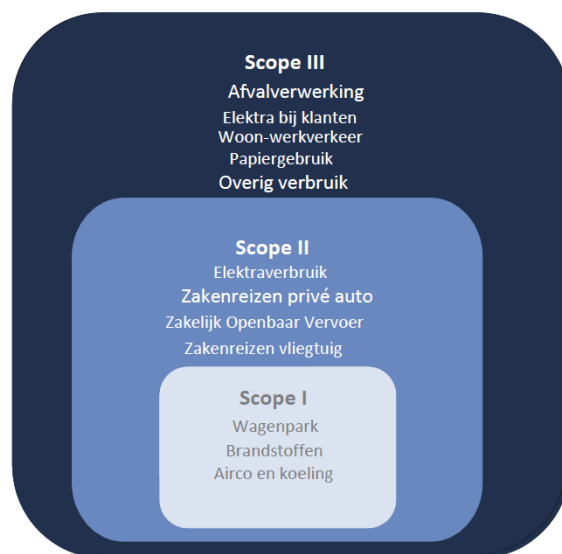 Scope III
Afvalverwerking
Elektra bij klanten
Woon-werkverkeer
Papiergebruik
Overig verbruik
Scope II
Elektraverbruik
Zakenreizen privé auto
Zakelijk Openbaar Vervoer
Zakenreizen vliegtuig
Scope I
Wagenpark
Brandstoffen
Airco en koeling